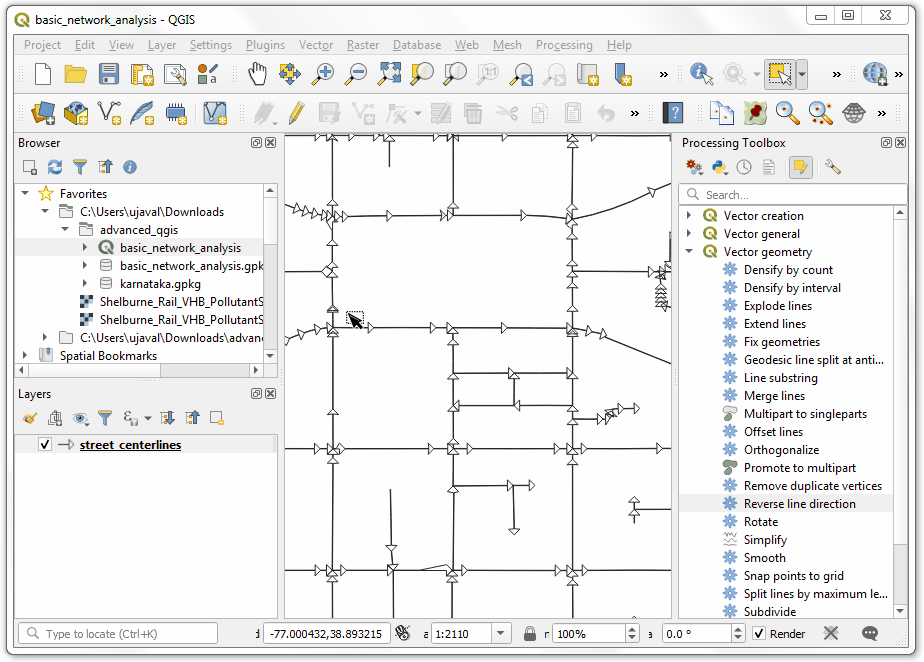 basic_network_analysis - QGIS
Project Edit View Layer Settings Plugins Vector Raster Database Web Mesh Processing Help
1:1
»
»
»
»
?
»
Browser
Favorites
C:\Users\ujaval\Downloads
advanced_qgis
basic_network_analysis
basic_network_analysis.gpk
karnataka.gpkg
Shelburne_Rail_VHB_PollutantS
Shelburne_Rail_VHB_PollutantS
C:\Users\ujaval\Downloads\advan
Spatial Bookmarks
Layers
street_centerlines
Processing Toolbox
Search...
Vector creation
Vector general
Vector geometry
Densify by count
Densify by interval
Explode lines
Extend lines
Fix geometries
Geodesic line split at anti...
Line substring
Merge lines
Multipart to singleparts
Offset lines
Orthogonalize
Promote to multipart
Remove duplicate vertices
Reverse line direction
Rotate
Simplify
Smooth
Snap points to grid
Split lines by maximum le...
Subdivide
Type to locate (Ctrl+K) -77.000432,38.893215 a 1:2110 100% a 0.0 ° Render